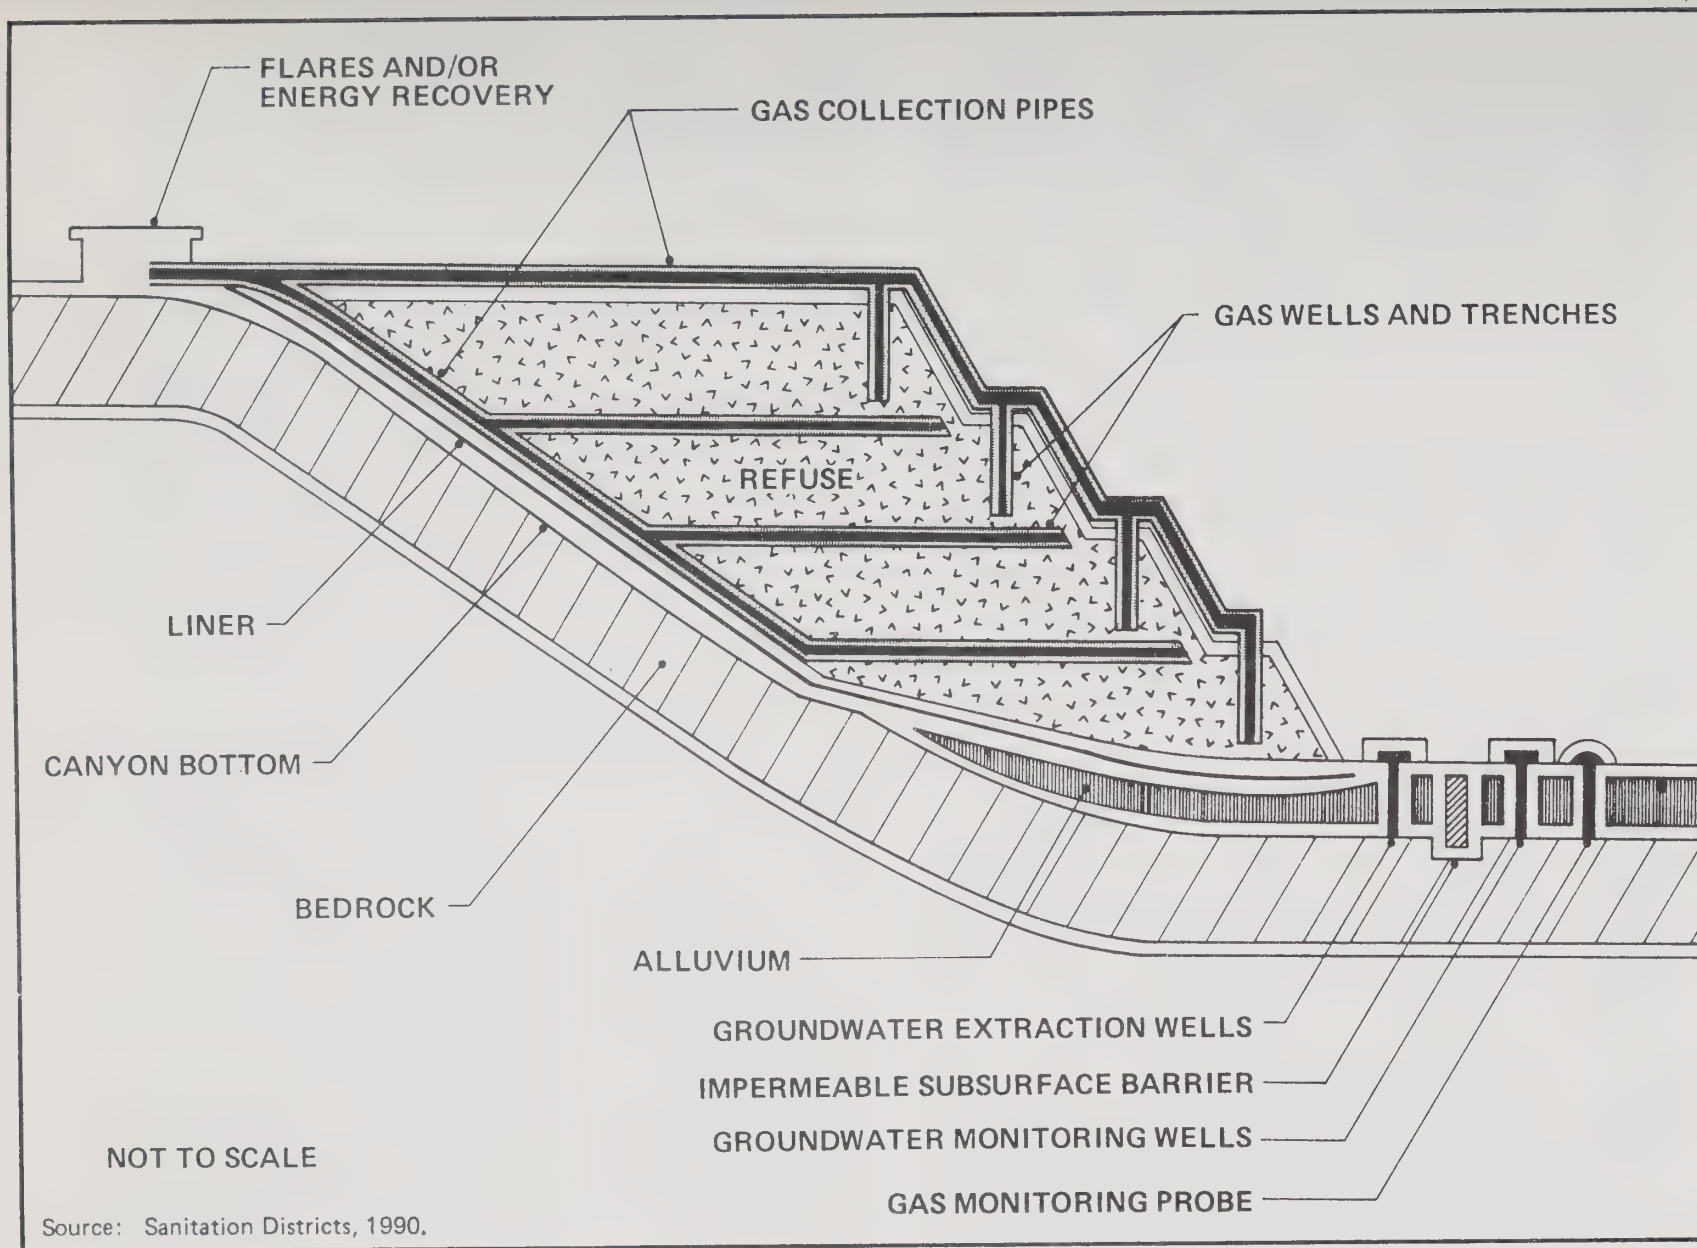 FLARES AND/OR
ENERGY RECOVERY
GAS COLLECTION PIPES
GAS WELLS AND TRENCHES
REFUSE
LINER
CANYON BOTTOM
BEDROCK
ALLUVIUM
GROUNDWATER EXTRACTION WELLS
IMPERMEABLE SUBSURFACE BARRIER
GROUNDWATER MONITORING WELLS
GAS MONITORING PROBE
NOT TO SCALE
Source: Sanitation Districts, 1990.